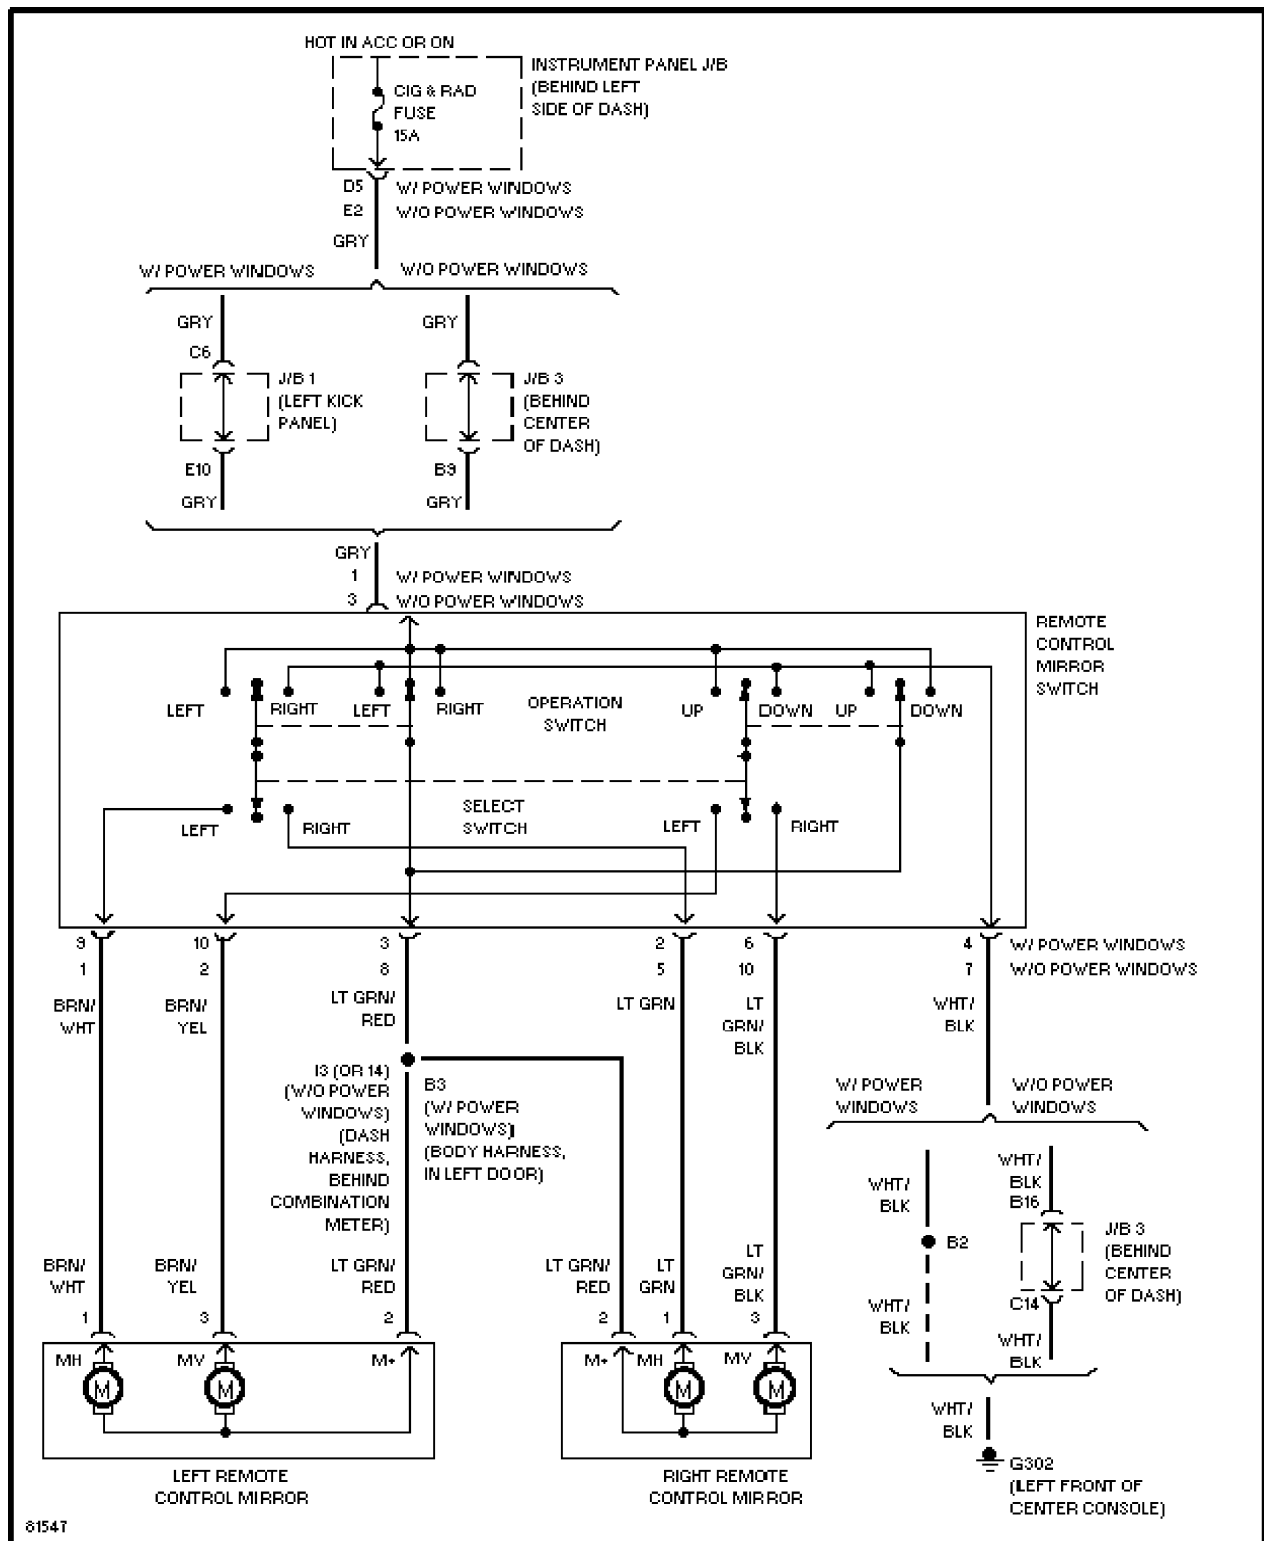 HOT IN ACC OR ON
INSTRUMENT PANEL J/B
(BEHIND LEFT
SIDE OF DASH)
CIG & RAD
FUSE
15A
D5 W/ POWER WINDOWS
E2 W/O POWER WINDOWS
GRY
W/ POWER WINDOWS W/O POWER WINDOWS
GRY GRY
C6
J/B 1
(LEFT KICK
PANEL)
J/B 3
(BEHIND
CENTER
OF DASH)
E10 B9
GRY GRY
GRY
1 W/ POWER WINDOWS
3 W/O POWER WINDOWS
REMOTE
CONTROL
MIRROR
SWITCH
LEFT RIGHT LEFT RIGHT
OPERATION
SWITCH
UP DOWN UP DOWN
LEFT RIGHT
SELECT
SWITCH
LEFT RIGHT
9 10 3 2 6 4 W/ POWER WINDOWS
1 2 8 5 10 7 W/O POWER WINDOWS
BRN/
WHT
BRN/
YEL
LT GRN/
RED
LT GRN
LT
GRN/
BLK
WHT/
BLK
I3 (OR 14)
(W/O POWER
WINDOWS)
(DASH
HARNESS,
BEHIND
COMBINATION
METER)
B3
(W/ POWER
WINDOWS)
(BODY HARNESS,
IN LEFT DOOR)
W/ POWER
WINDOWS
W/O POWER
WINDOWS
WHT/
BLK
WHT/
BLK
B16
B2
J/B 3
(BEHIND
CENTER
OF DASH)
C14
WHT/
BLK
WHT/
BLK
BRN/
WHT
BRN/
YEL
LT GRN/
RED
LT GRN/
RED
LT
GRN
LT
GRN/
BLK
1 3 2 2 1 3
MH MV M+ M+ MH MV
M M M M
WHT/
BLK
G302
(LEFT FRONT OF
CENTER CONSOLE)
LEFT REMOTE
CONTROL MIRROR
RIGHT REMOTE
CONTROL MIRROR
81547